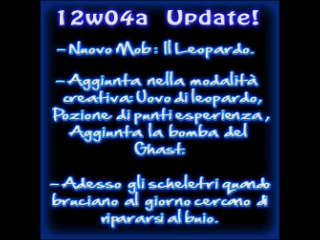 12w04a Update!
- Nuovo Mob: Il Leopardo.
- Aggiunta nella modalità
creativa: Uovo di leopardo,
Pozione di punti esperienza,
Aggiunta la bomba del
Ghast.
- Adesso gli scheletri quando
bruciano al giorno cercano di
ripararsi al buio.